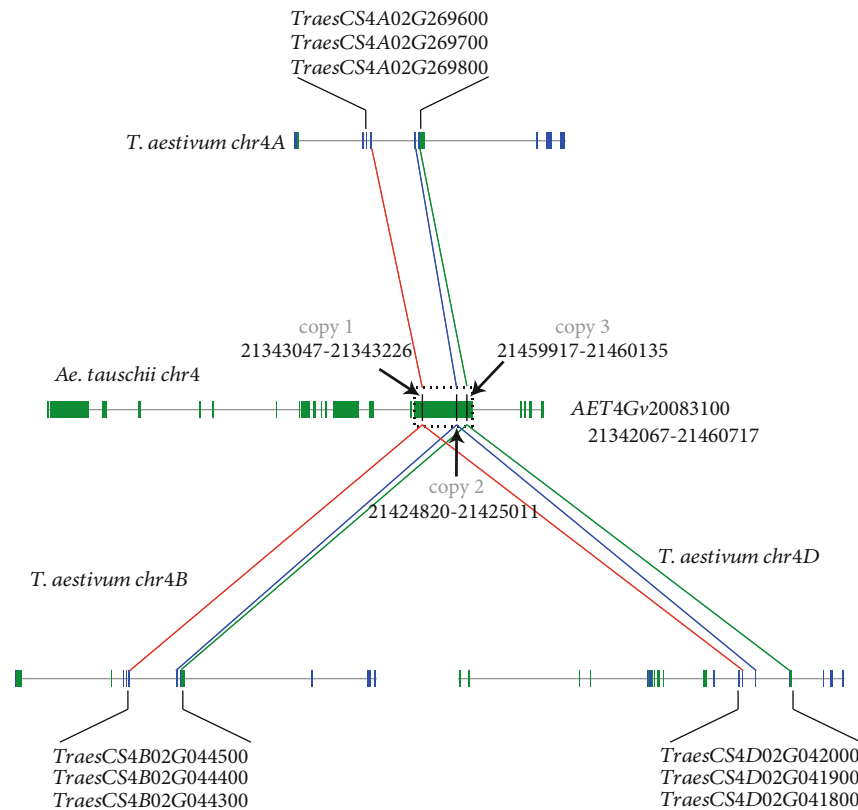 TraesCS4A02G269600
TraesCS4A02G269700
TraesCS4A02G269800
T. aestivum chr4A
copy 1
21343047-21343226
copy 3
21459917-21460135
Ae. tauschii chr4
AET4Gv20083100
21342067-21460717
copy 2
21424820-21425011
T. aestivum chr4B
T. aestivum chr4D
TraesCS4B02G044500
TraesCS4B02G044400
TraesCS4B02G044300
TraesCS4D02G042000
TraesCS4D02G041900
TraesCS4D02G041800